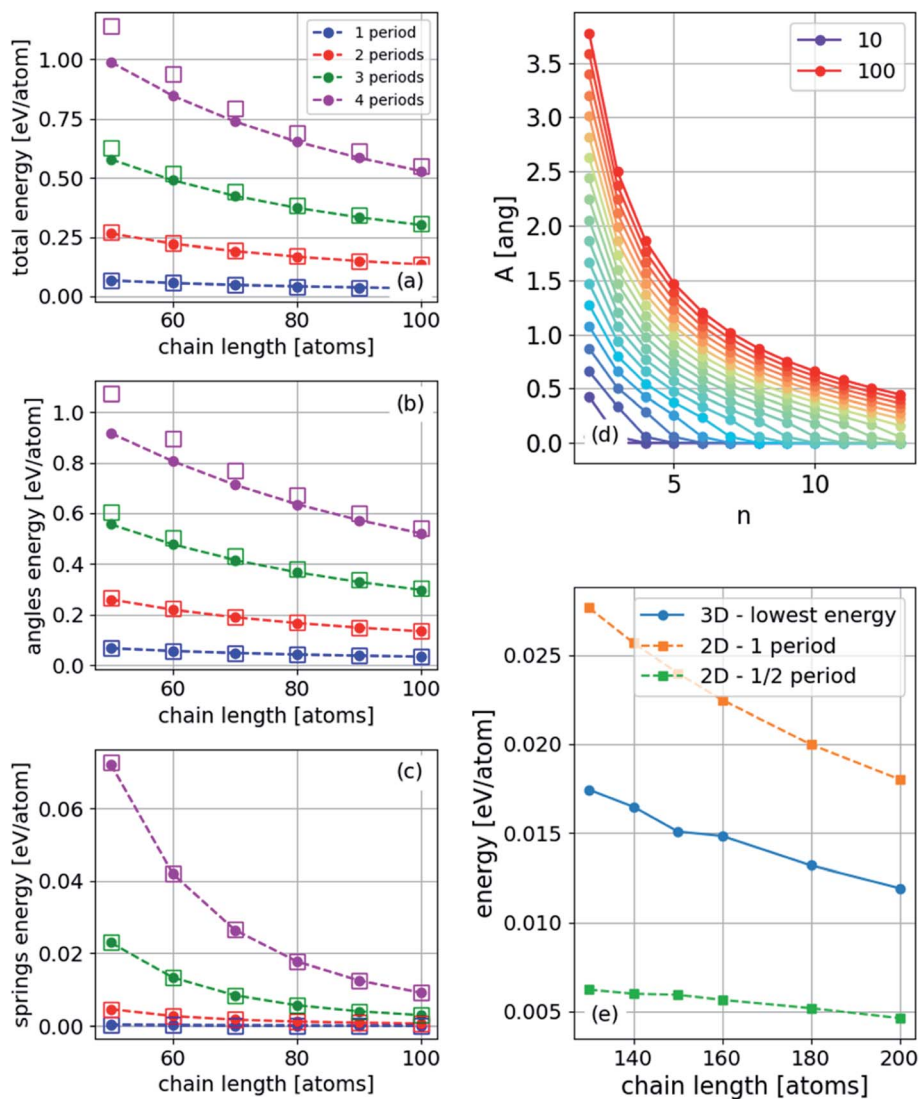 total energy [eV/atom]
1.00
0.75
0.50
0.25
0.00
1 period
2 periods
3 periods
4 periods
(a)
60
80
100
chain length [atoms]
angles energy [eV/atom]
1.0
0.8
0.6
0.4
0.2
0.0
(b)
60
80
100
chain length [atoms]
springs energy [eV/atom]
0.06
0.04
0.02
0.00
(c)
60
80
100
chain length [atoms]
A [ang]
3.5
3.0
2.5
2.0
1.5
1.0
0.5
0.0
10
100
(d)
5
10
n
energy [eV/atom]
0.025
0.020
0.015
0.010
0.005
3D - lowest energy
2D - 1 period
2D - 1/2 period
(e)
140
160
180
200
chain length [atoms]